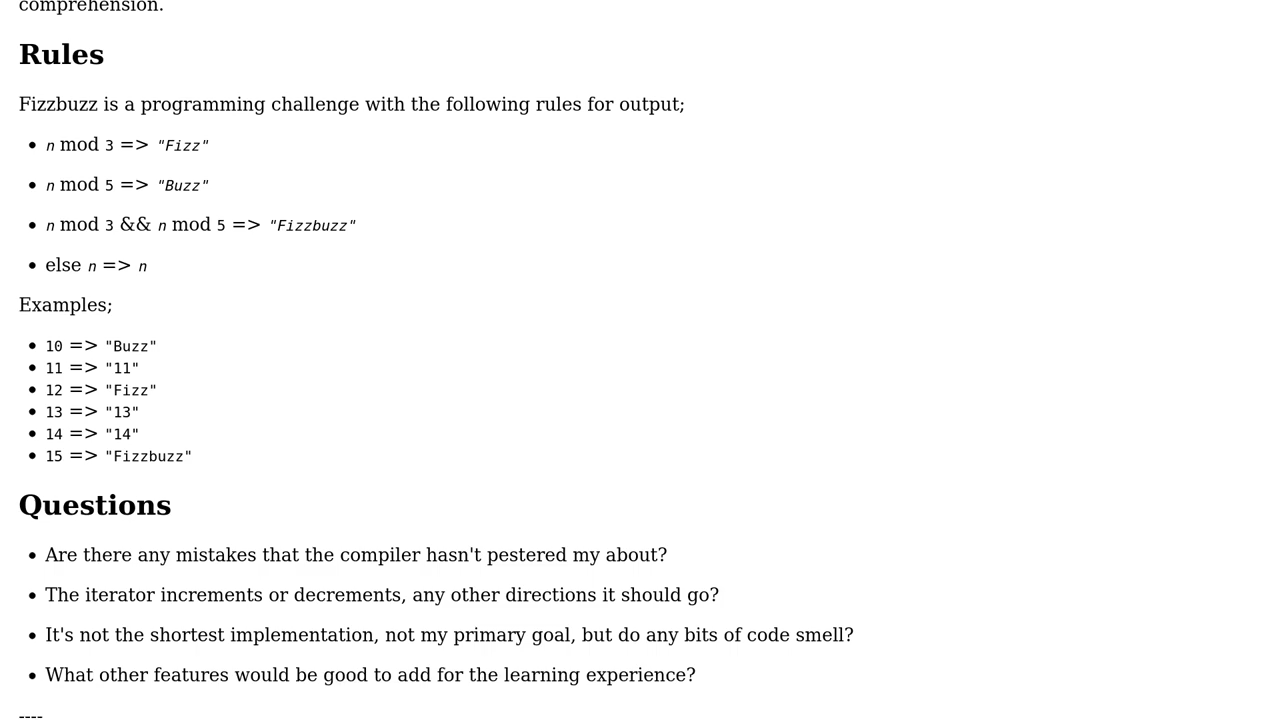 comprehension.
Rules
Fizzbuzz is a programming challenge with the following rules for output;
• n mod 3 => "Fizz"
• n mod 5 => "Buzz"
• n mod 3 && n mod 5 => "Fizzbuzz"
• else n => n
Examples;
• 10 => "Buzz"
• 11 => "11"
• 12 => "Fizz"
• 13 => "13"
• 14 => "14"
• 15 => "Fizzbuzz"
Questions
• Are there any mistakes that the compiler hasn't pestered my about?
• The iterator increments or decrements, any other directions it should go?
• It's not the shortest implementation, not my primary goal, but do any bits of code smell?
• What other features would be good to add for the learning experience?
----